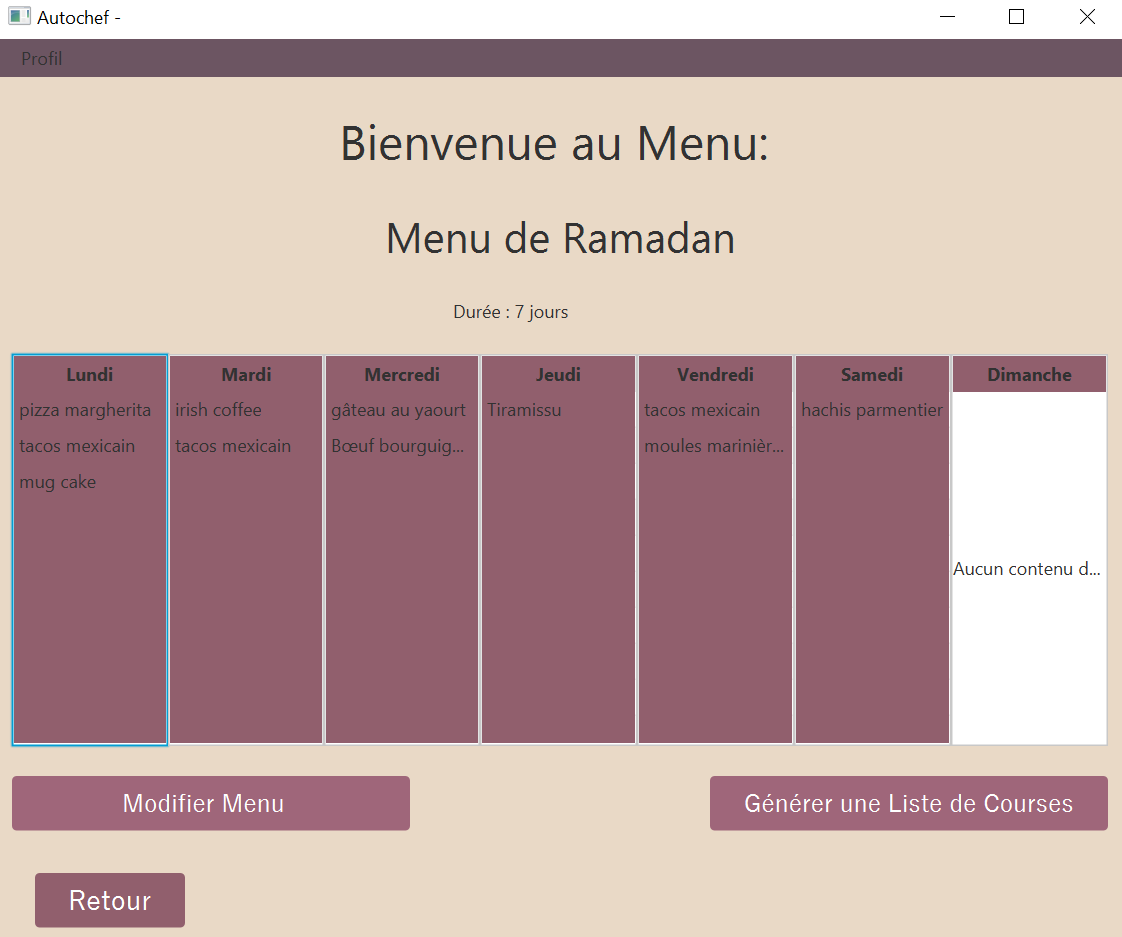 Autochef -
Profil
Bienvenue au Menu:
Menu de Ramadan
Durée : 7 jours
Lundi
pizza margherita
tacos mexicain
mug cake
Mardi
irish coffee
tacos mexicain
Mercredi
gâteau au yaourt
Bœuf bourguig...
Jeudi
Tiramissu
Vendredi
tacos mexicain
moules marinièr...
Samedi
hachis parmentier
Dimanche
Aucun contenu d...
Modifier Menu
Générer une Liste de Courses
Retour